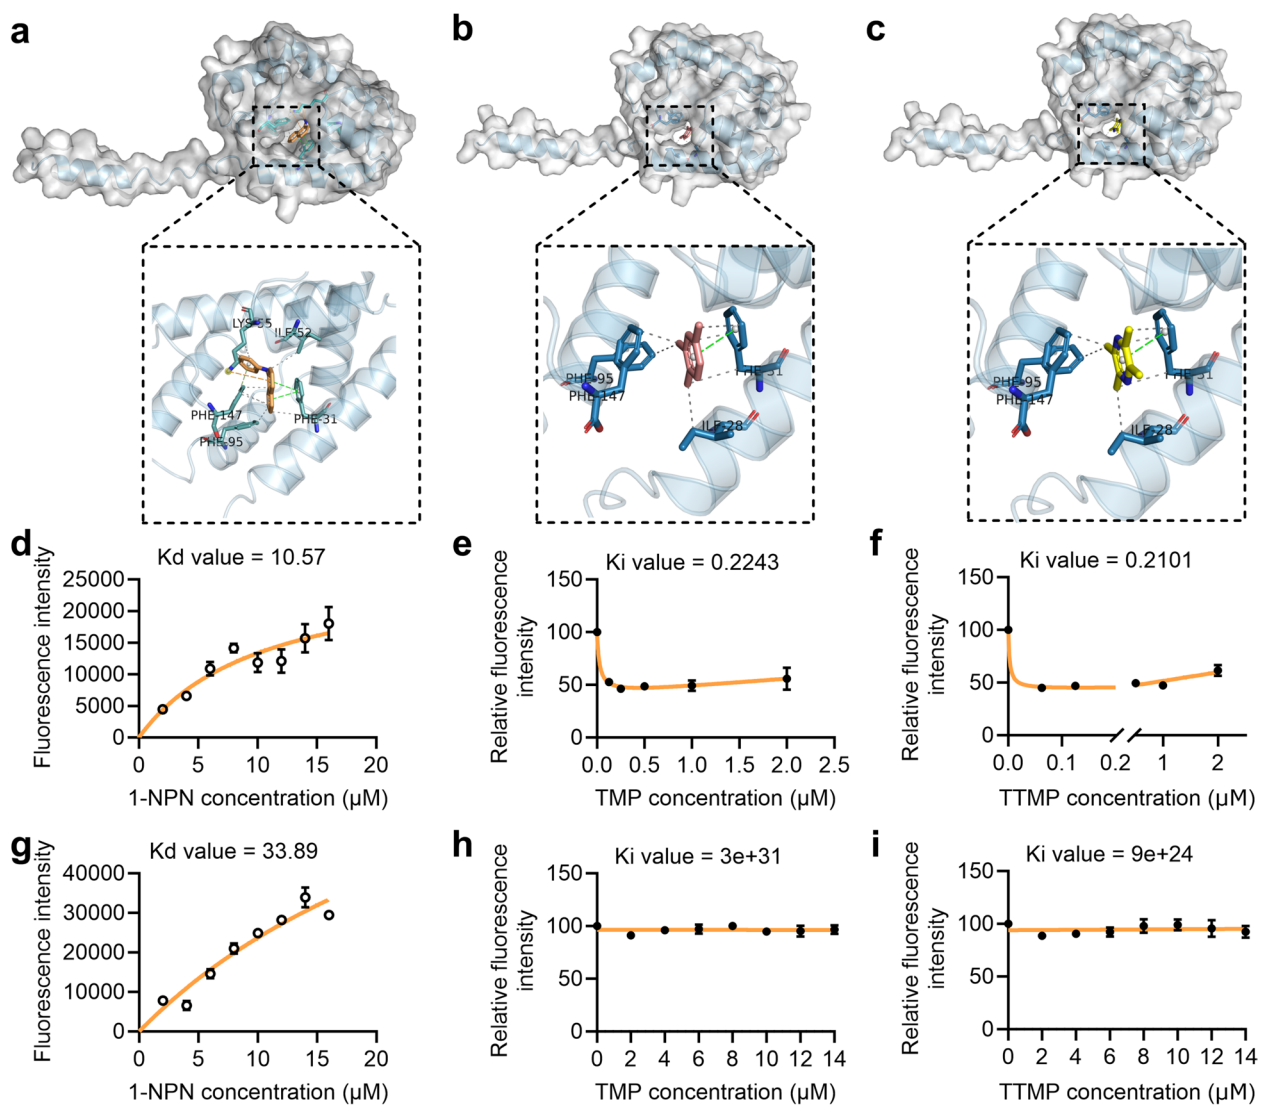 a
b
c
LYS-55
ILE-52
PHE-147
PHE-31
PHE-95
PHE-95
PHE-147
PHE-31
ILE-28
PHE-95
PHE-147
PHE-31
ILE-28
d
Kd value = 10.57
Fluorescence intensity
25000
20000
15000
10000
5000
0
0 5 10 15 20
1-NPN concentration (µM)
e
Ki value = 0.2243
Relative fluorescence
intensity
150
100
50
0
0.0 0.5 1.0 1.5 2.0 2.5
TMP concentration (µM)
f
Ki value = 0.2101
Relative fluorescence
intensity
150
100
50
0
0.0 0.1 0.2 1 2
TTMP concentration (µM)
g
Kd value = 33.89
Fluorescence intensity
40000
30000
20000
10000
0
0 5 10 15 20
1-NPN concentration (µM)
h
Ki value = 3e+31
Relative fluorescence
intensity
150
100
50
0
0 2 4 6 8 10 12 14
TMP concentration (µM)
i
Ki value = 9e+24
Relative fluorescence
intensity
150
100
50
0
0 2 4 6 8 10 12 14
TTMP concentration (µM)